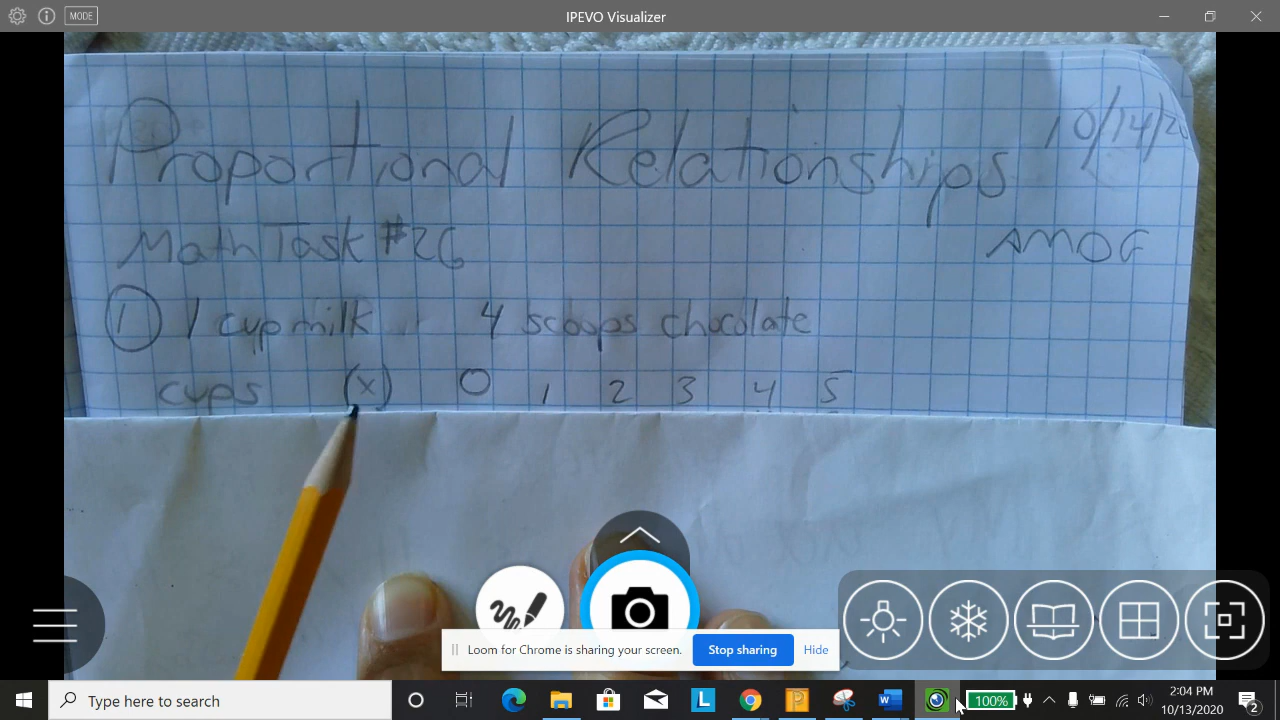 MODE
IPEVO Visualizer
Proportional Relationships 10/14/20
Math Task #26
AMOG
① 1 cup milk 4 scoops chocolate
cups (x) 0 1 2 3 4 5
Loom for Chrome is sharing your screen. Stop sharing Hide
Type here to search
100%
2:04 PM
10/13/2020
2